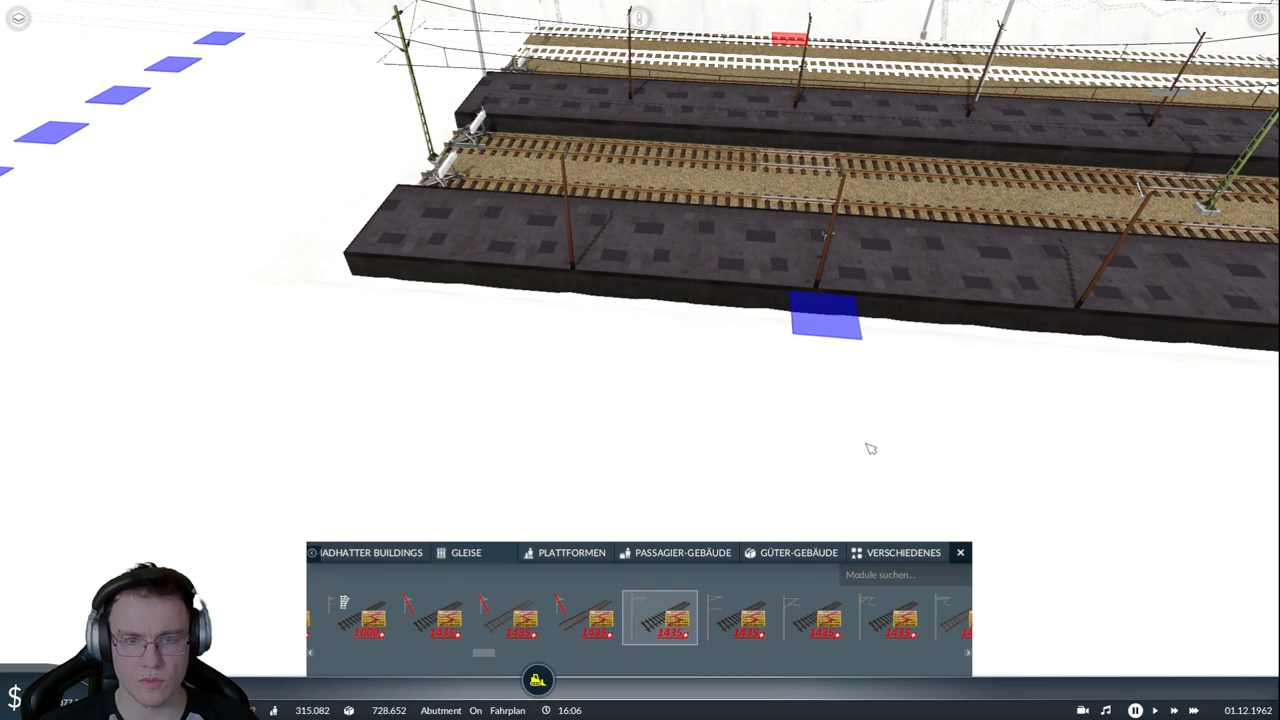 IADHATTER BUILDINGS GLEISE PLATTFORMEN PASSAGIER-GEBÄUDE GÜTER-GEBÄUDE VERSCHIEDENES
Module suchen...
1000 1435 1435 1435 1435 1435 1435 1435
$ 315.082 728.652 Abutment On Fahrplan 16:06 01.12.1962